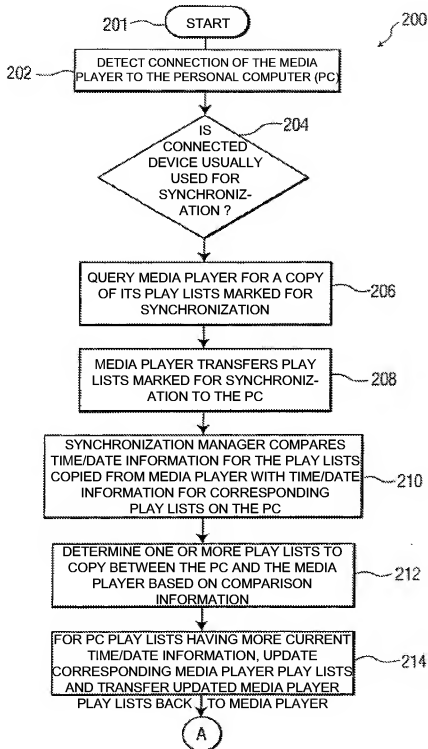 201
START
200
202
DETECT CONNECTION OF THE MEDIA
PLAYER TO THE PERSONAL COMPUTER (PC)
204
IS
CONNECTED
DEVICE USUALLY
USED FOR
SYNCHRONIZ-
ATION ?
QUERY MEDIA PLAYER FOR A COPY
OF ITS PLAY LISTS MARKED FOR
SYNCHRONIZATION
206
MEDIA PLAYER TRANSFERS PLAY
LISTS MARKED FOR SYNCHRONIZ-
ATION TO THE PC
208
SYNCHRONIZATION MANAGER COMPARES
TIME/DATE INFORMATION FOR THE PLAY LISTS
COPIED FROM MEDIA PLAYER WITH TIME/DATE
INFORMATION FOR CORRESPONDING
PLAY LISTS ON THE PC
210
DETERMINE ONE OR MORE PLAY LISTS TO
COPY BETWEEN THE PC AND THE MEDIA
PLAYER BASED ON COMPARISON
INFORMATION
212
FOR PC PLAY LISTS HAVING MORE CURRENT
TIME/DATE INFORMATION, UPDATE
CORRESPONDING MEDIA PLAYER PLAY LISTS
AND TRANSFER UPDATED MEDIA PLAYER
PLAY LISTS BACK TO MEDIA PLAYER
214
A